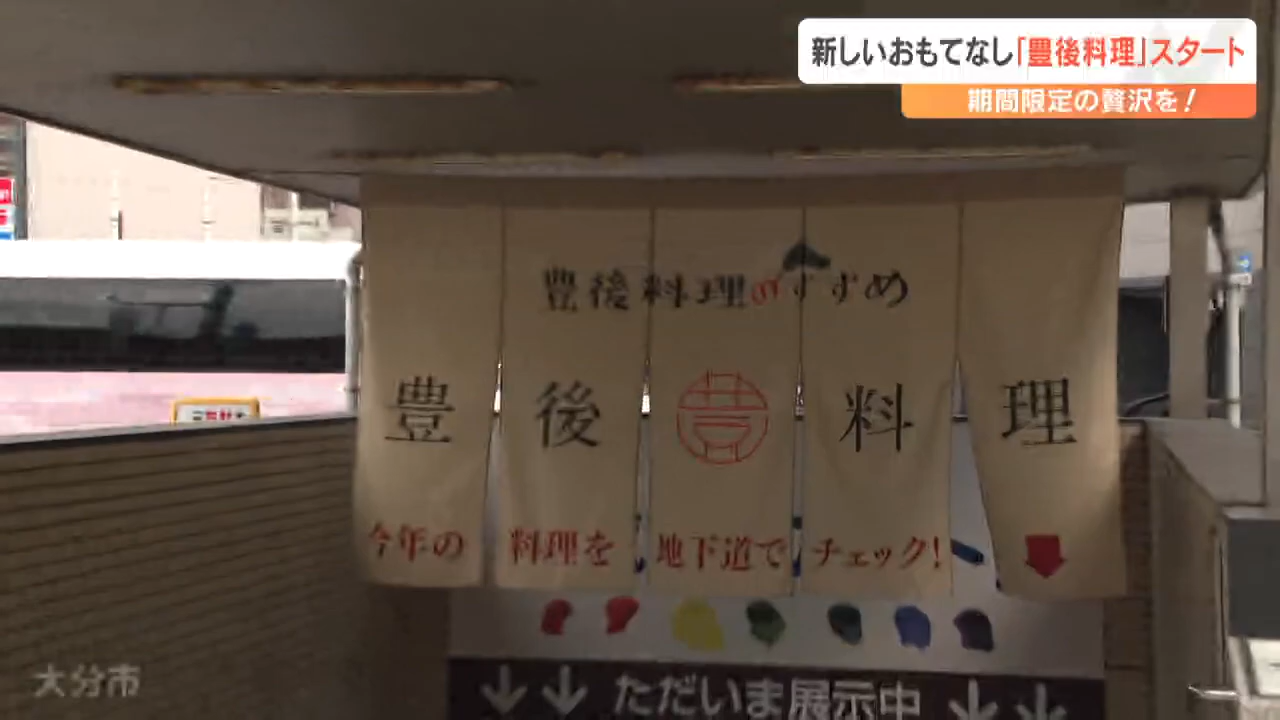 新しいおもてなし「豊後料理」スタート
期間限定の贅沢を！
豊後料理のすすめ
豊後料理
今年の料理を地下道でチェック！
↓↓ただいま展示中↓↓
大分市